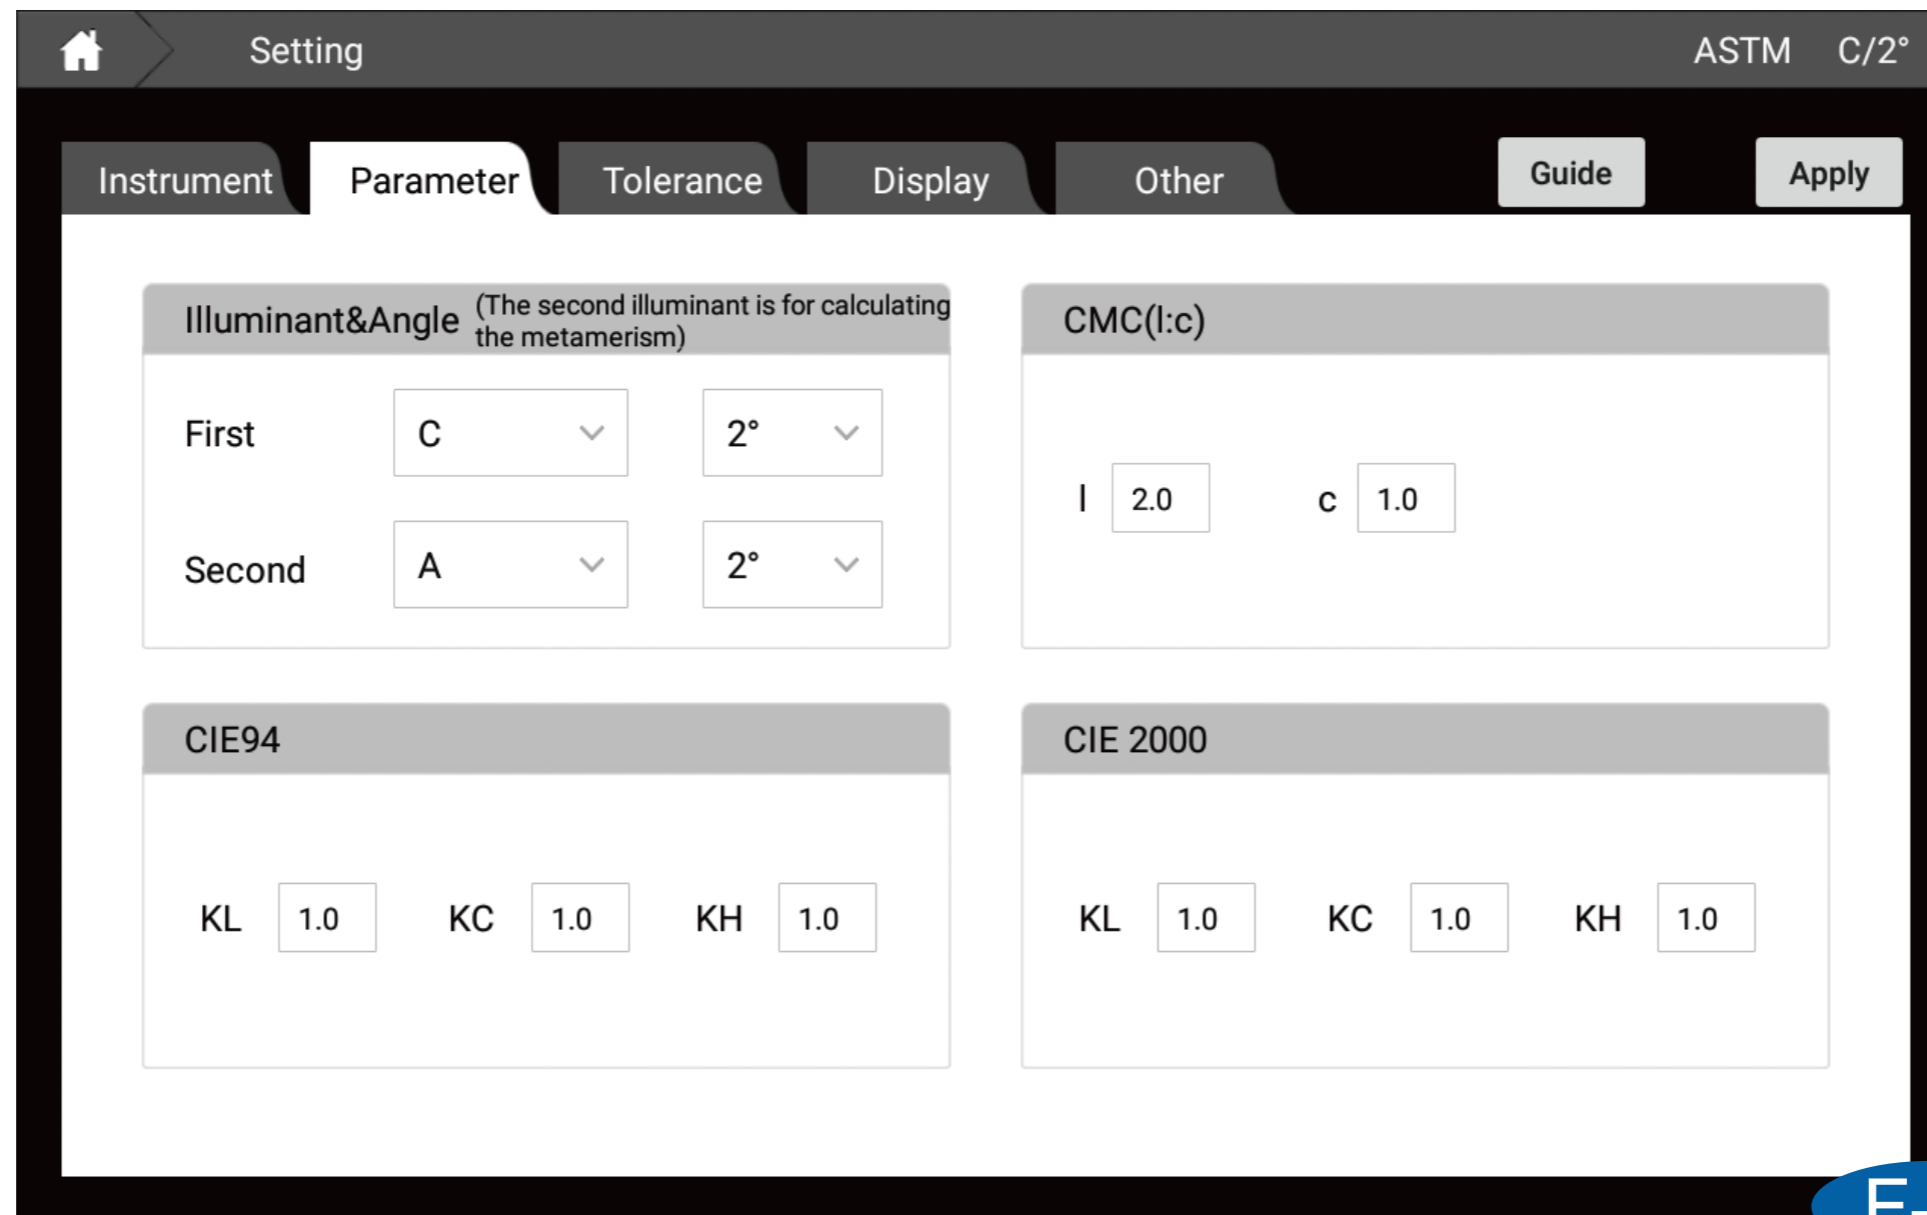 Setting
ASTM C/2°
Instrument Parameter Tolerance Display Other Guide Apply
Illuminant&Angle (The second illuminant is for calculating
the metamerism)
First C 2°
Second A 2°
CMC(l:c)
l 2.0 c 1.0
CIE94
KL 1.0 KC 1.0 KH 1.0
CIE 2000
KL 1.0 KC 1.0 KH 1.0